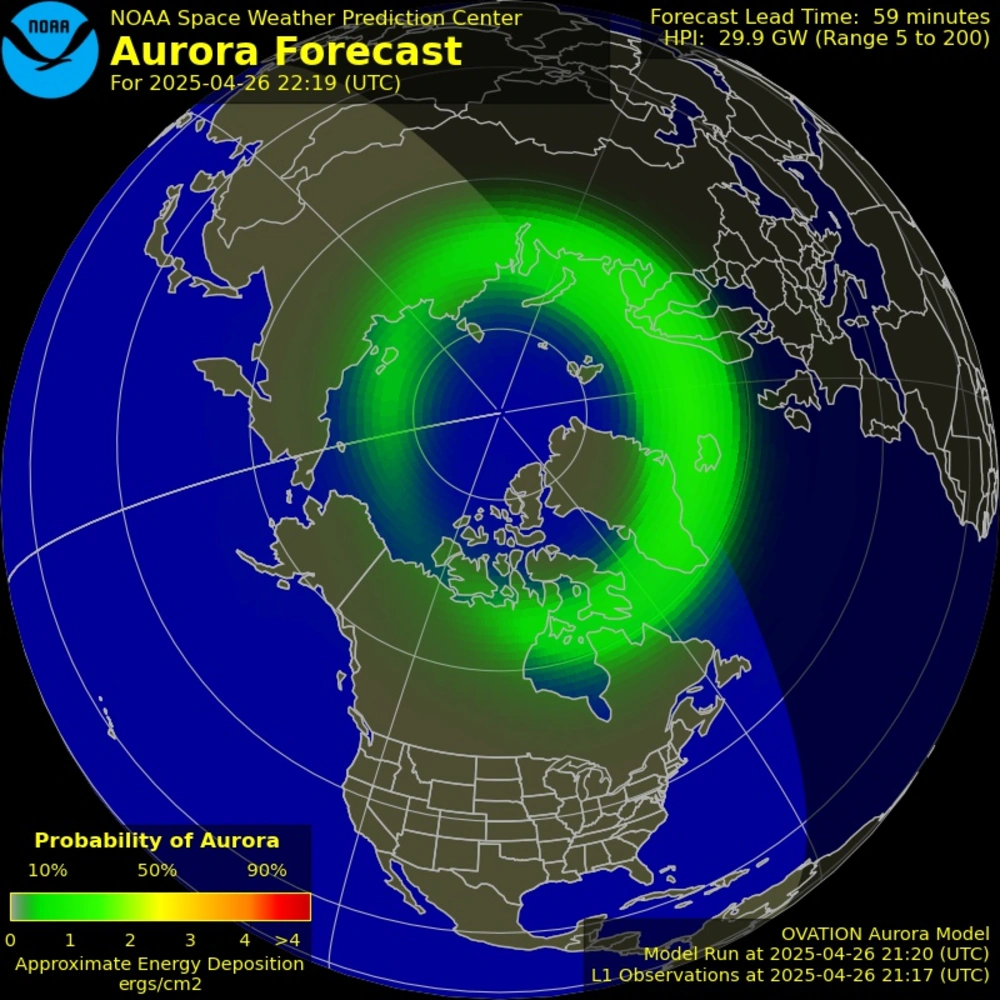 NOAA
NOAA Space Weather Prediction Center
Aurora Forecast
For 2025-04-26 22:19 (UTC)
Forecast Lead Time: 59 minutes
HPI: 29.9 GW (Range 5 to 200)
Probability of Aurora
10% 50% 90%
0 1 2 3 4 >4
Approximate Energy Deposition
ergs/cm2
OVATION Aurora Model
Model Run at 2025-04-26 21:20 (UTC)
L1 Observations at 2025-04-26 21:17 (UTC)